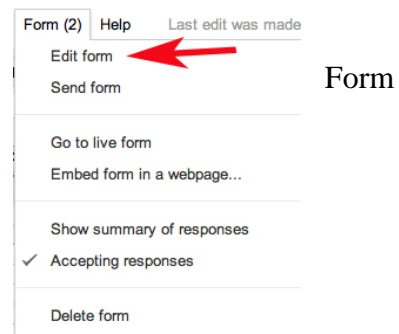 Form (2) Help Last edit was made
Edit form
Send form
Form
Go to live form
Embed form in a webpage...
Show summary of responses
Accepting responses
Delete form